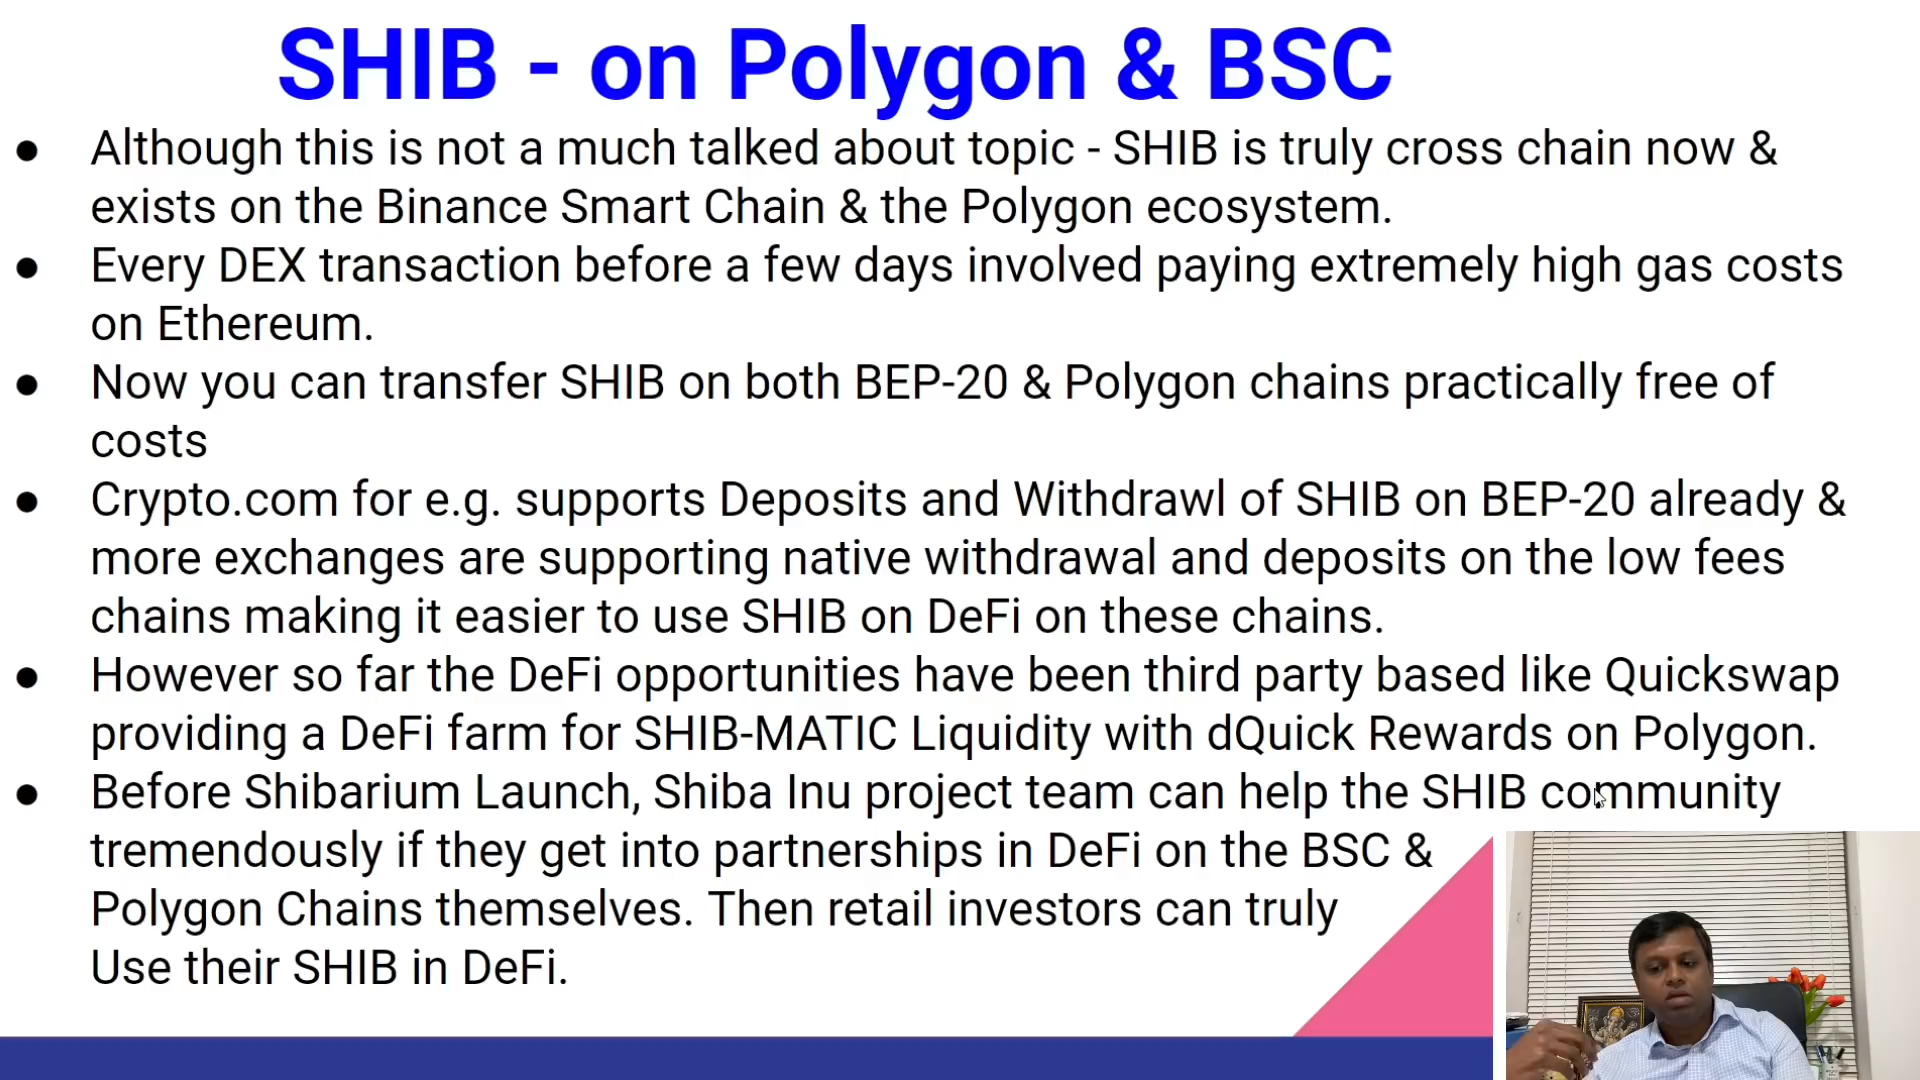 SHIB - on Polygon & BSC
● Although this is not a much talked about topic - SHIB is truly cross chain now &
exists on the Binance Smart Chain & the Polygon ecosystem.
● Every DEX transaction before a few days involved paying extremely high gas costs
on Ethereum.
● Now you can transfer SHIB on both BEP-20 & Polygon chains practically free of
costs
● Crypto.com for e.g. supports Deposits and Withdrawl of SHIB on BEP-20 already &
more exchanges are supporting native withdrawal and deposits on the low fees
chains making it easier to use SHIB on DeFi on these chains.
● However so far the DeFi opportunities have been third party based like Quickswap
providing a DeFi farm for SHIB-MATIC Liquidity with dQuick Rewards on Polygon.
● Before Shibarium Launch, Shiba Inu project team can help the SHIB community
tremendously if they get into partnerships in DeFi on the BSC &
Polygon Chains themselves. Then retail investors can truly
Use their SHIB in DeFi.